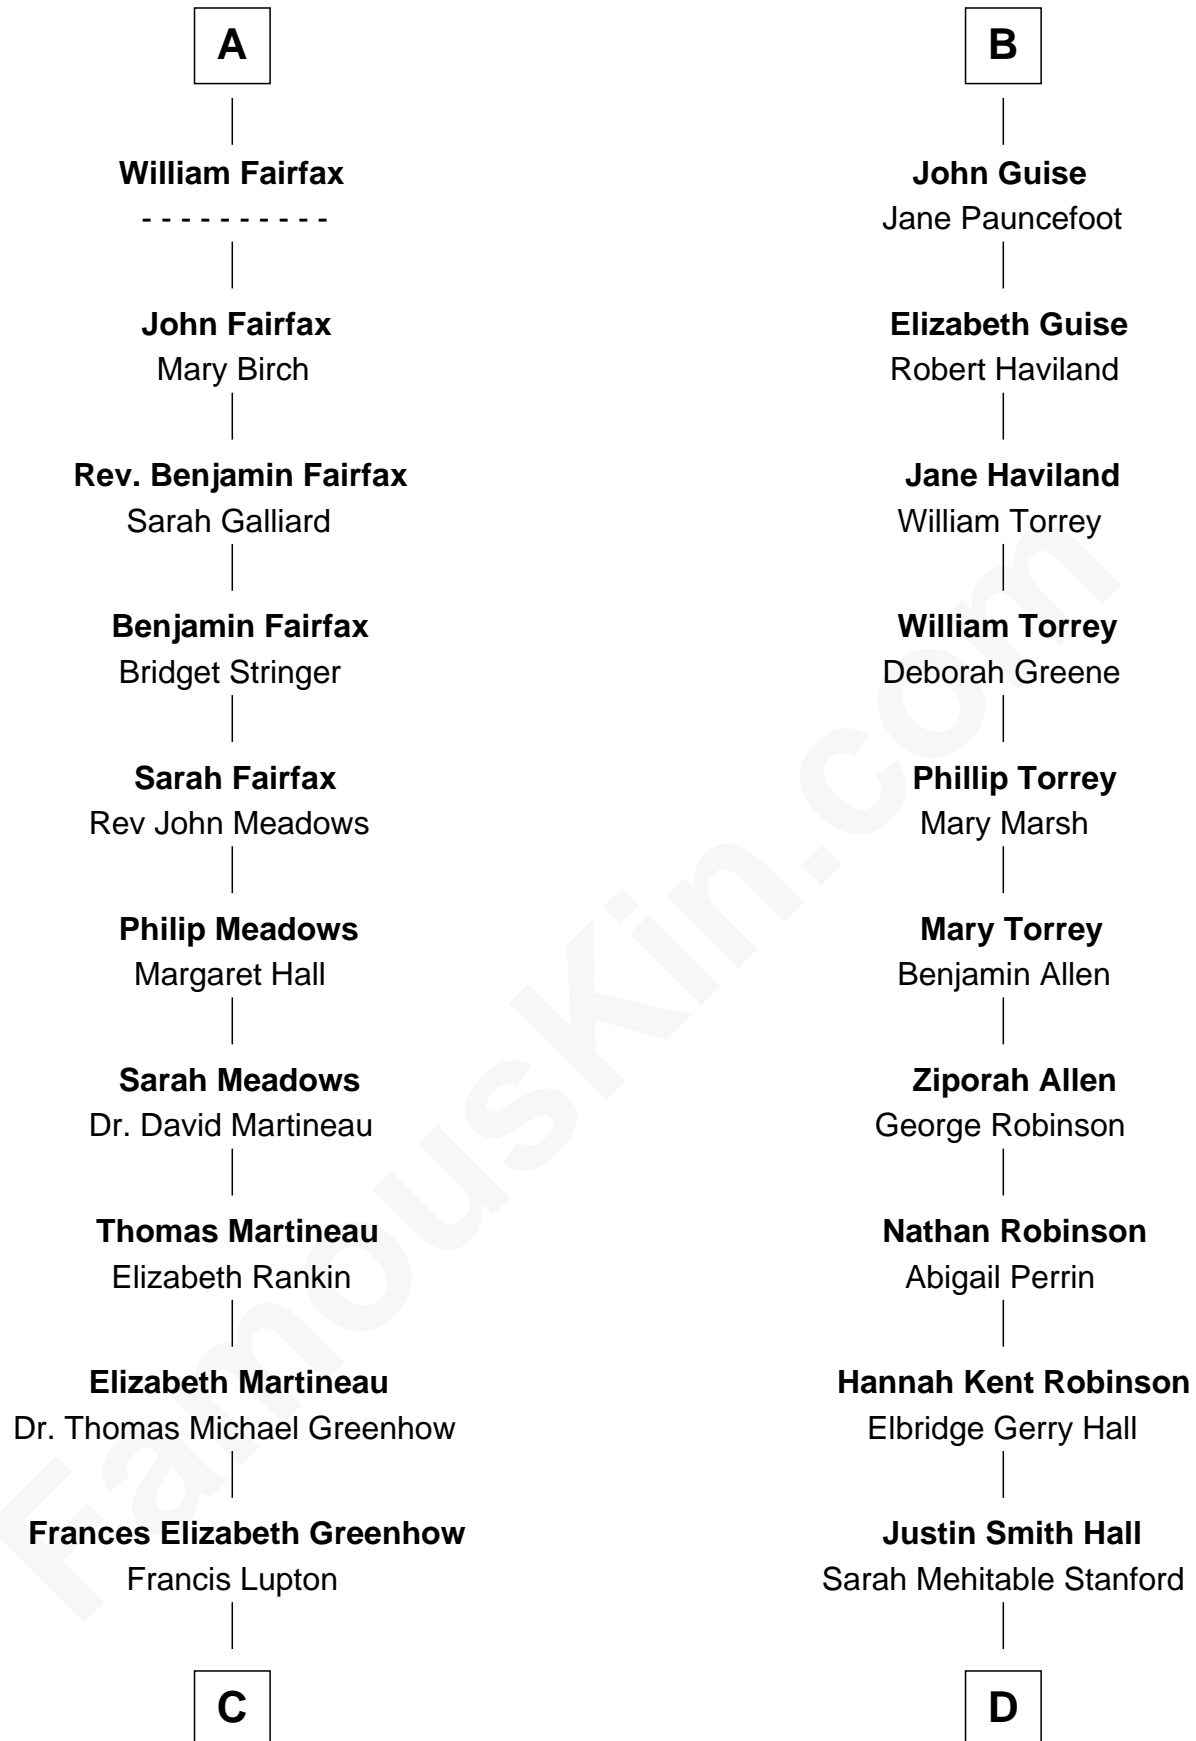 A
William Fairfax
- - - - - - - - - -
John Fairfax
Mary Birch
Rev. Benjamin Fairfax
Sarah Galliard
Benjamin Fairfax
Bridget Stringer
Sarah Fairfax
Rev John Meadows
Philip Meadows
Margaret Hall
Sarah Meadows
Dr. David Martineau
Thomas Martineau
Elizabeth Rankin
Elizabeth Martineau
Dr. Thomas Michael Greenhow
Frances Elizabeth Greenhow
Francis Lupton
C
B
John Guise
Jane Pauncefoot
Elizabeth Guise
Robert Haviland
Jane Haviland
William Torrey
William Torrey
Deborah Greene
Phillip Torrey
Mary Marsh
Mary Torrey
Benjamin Allen
Ziporah Allen
George Robinson
Nathan Robinson
Abigail Perrin
Hannah Kent Robinson
Elbridge Gerry Hall
Justin Smith Hall
Sarah Mehitable Stanford
D
FamousKin.com